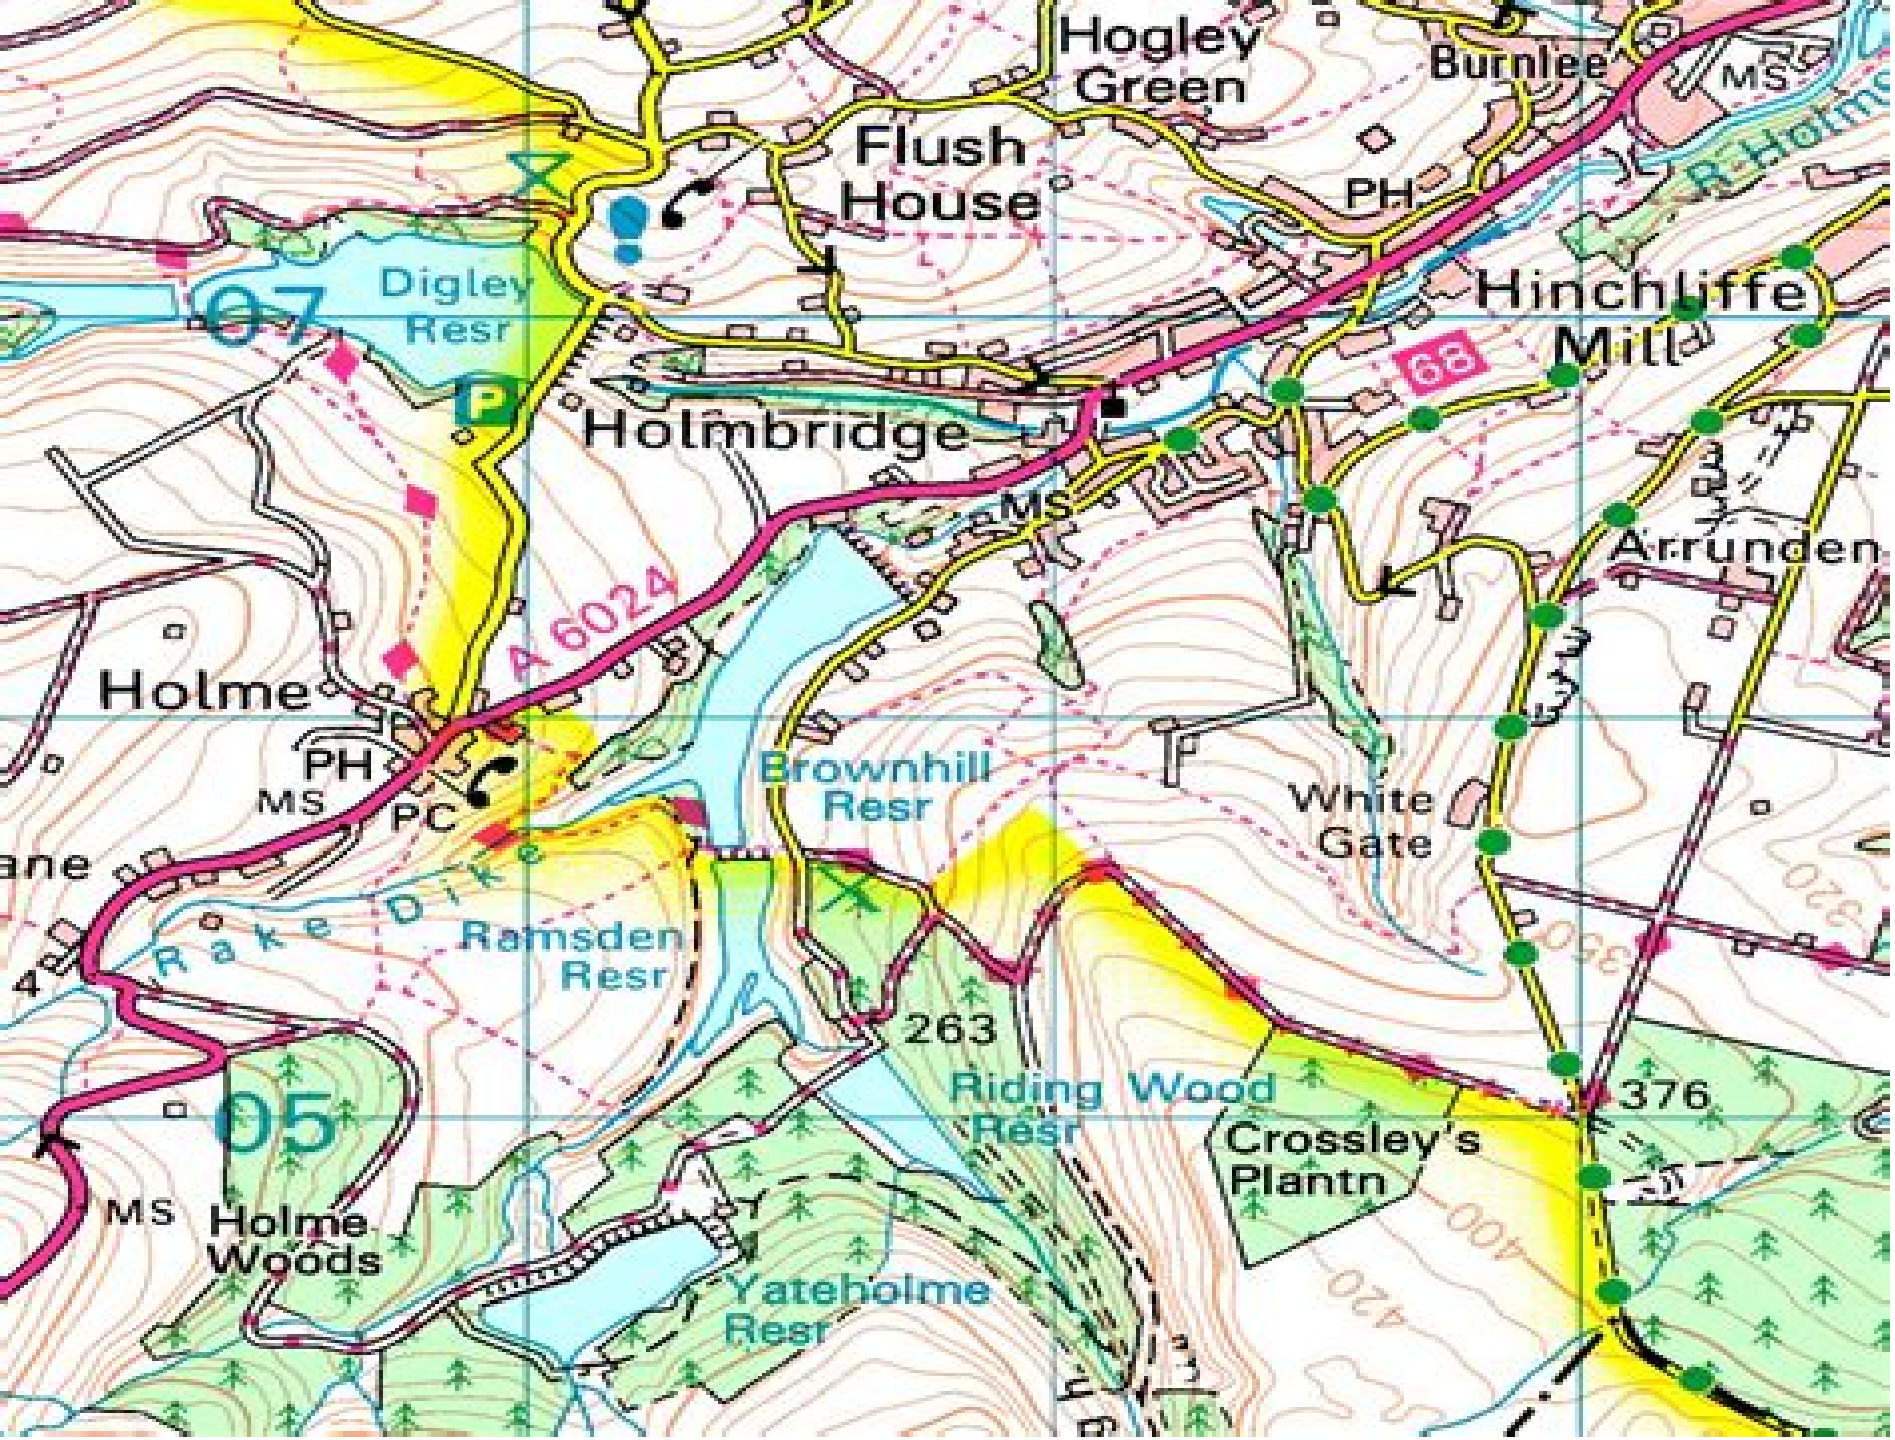 Hogley
Green
Burnlee
MS
Flush
House
PH
R Holme
Digley
Resr
07
Hinchliffe
Mill
68
P
Holmbridge
MS
Arrunden
A 6024
Holme
PH
MS
PC
Brownhill
Resr
White
Gate
ane
320
Rake Dike
Ramsden
Resr
350
4
263
Riding Wood
Resr
376
05
Crossley's
Plantn
MS
Holme
Woods
400
420
Yateholme
Resr